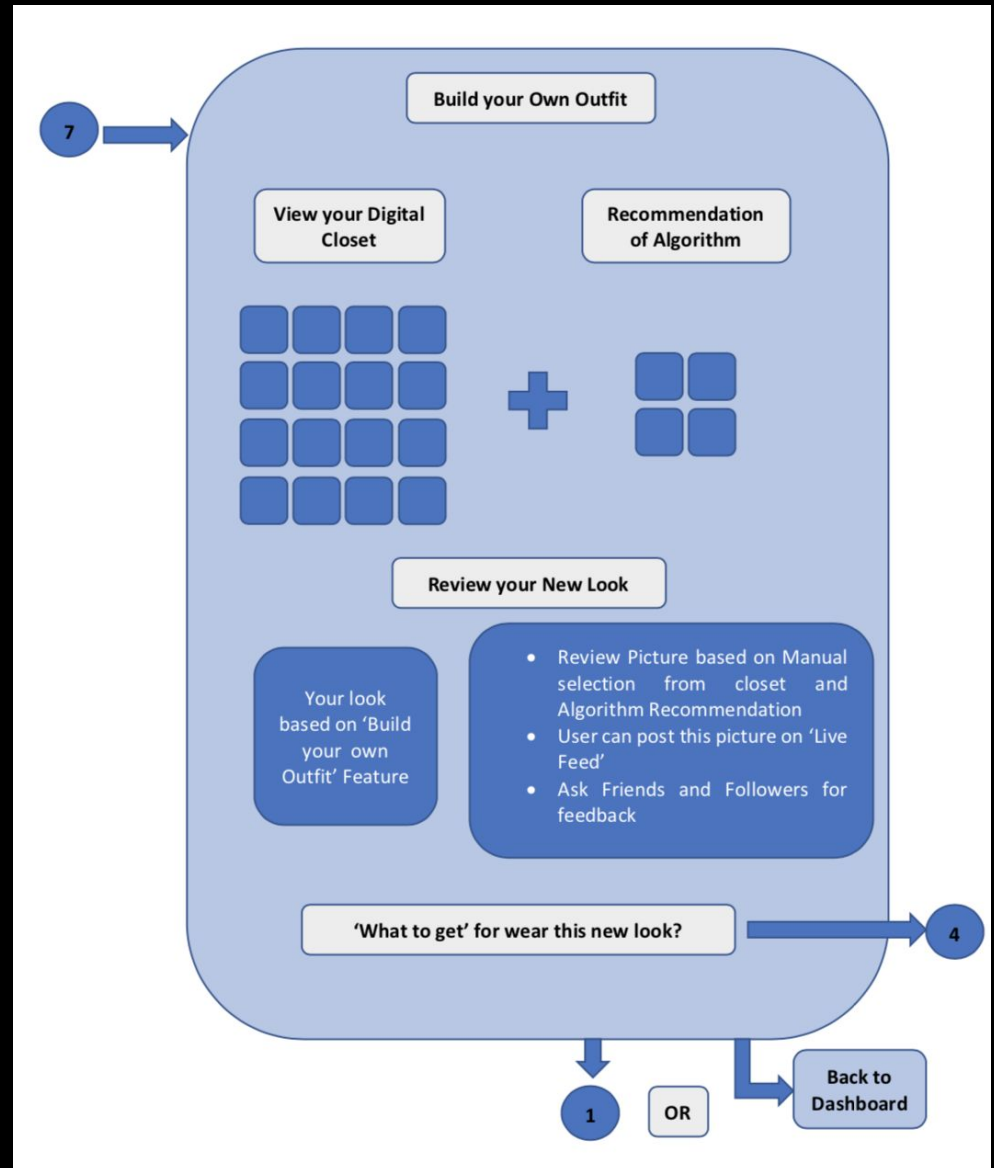 Build your Own Outfit
7
View your Digital
Closet
Recommendation
of Algorithm
Review your New Look
Your look
based on ‘Build
your own
Outfit’ Feature
• Review Picture based on Manual
selection from closet and
Algorithm Recommendation
• User can post this picture on ‘Live
Feed’
• Ask Friends and Followers for
feedback
‘What to get’ for wear this new look?
4
1
OR
Back to
Dashboard